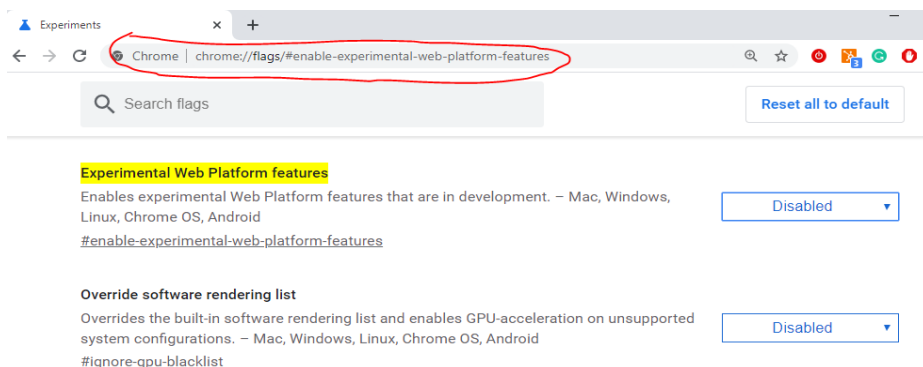 Experiments
Chrome | chrome://flags/#enable-experimental-web-platform-features
3
Search flags
Reset all to default
Experimental Web Platform features
Enables experimental Web Platform features that are in development. – Mac, Windows,
Linux, Chrome OS, Android
#enable-experimental-web-platform-features
Disabled
Override software rendering list
Overrides the built-in software rendering list and enables GPU-acceleration on unsupported
system configurations. – Mac, Windows, Linux, Chrome OS, Android
#ignore-gpu-blacklist
Disabled